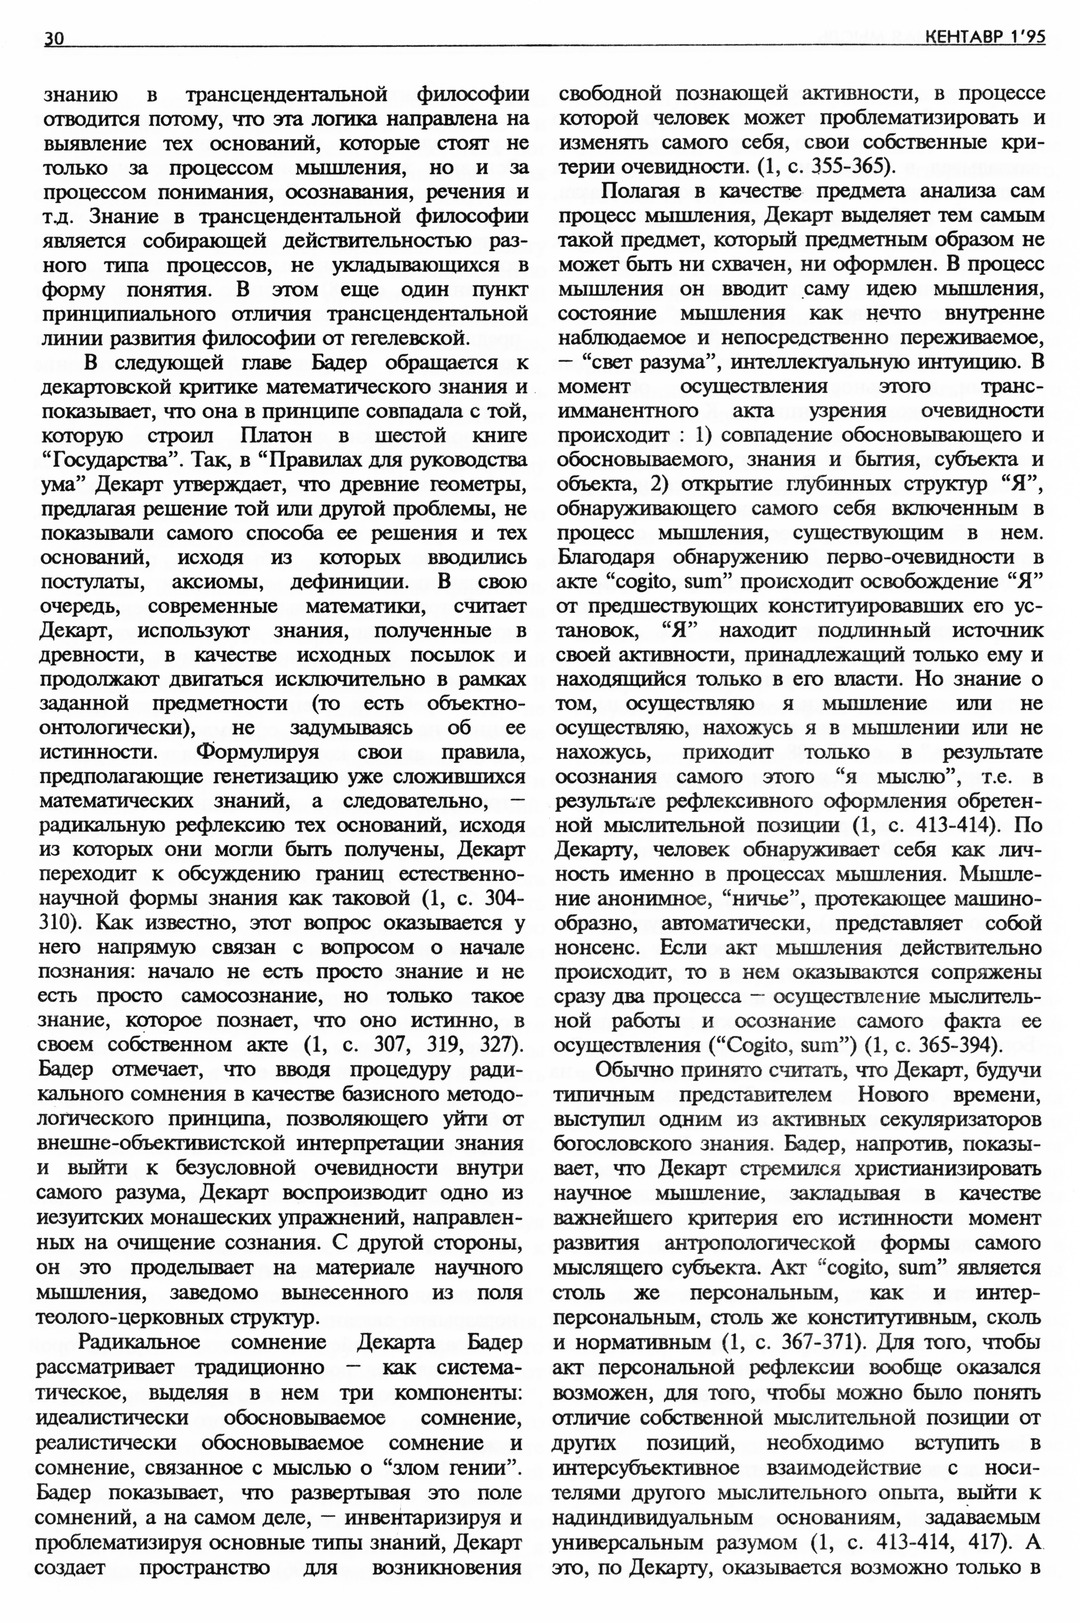 30
КЕНТАВР 1'95
знанию в трансцендентальной философии
отводится потому, что эта логика направлена на
выявление тех оснований, которые стоят не
только за процессом мышления, но и за
процессом понимания, осознавания, речения и
т.д. Знание в трансцендентальной философии
является собирающей действительностью раз-
ного типа процессов, не укладывающихся в
форму понятия. В этом еще один пункт
принципиального отличия трансцендентальной
линии развития философии от гегелевской.
В следующей главе Бадер обращается к
декартовской критике математического знания и
показывает, что она в принципе совпадала с той,
которую строил Платон в шестой книге
“Государства”. Так, в “Правилах для руководства
ума” Декарт утверждает, что древние геометры,
предлагая решение той или другой проблемы, не
показывали самого способа ее решения и тех
оснований, исходя из которых вводились
постулаты, аксиомы, дефиниции. В свою
очередь, современные математики, считает
Декарт, используют знания, полученные в
древности, в качестве исходных посылок и
продолжают двигаться исключительно в рамках
заданной предметности (то есть объектно-
онтологически), не задумываясь об ее
истинности. Формулируя свои правила,
предполагающие генетизацию уже сложившихся
математических знаний, а следовательно, —
радикальную рефлексию тех оснований, исходя
из которых они могли быть получены, Декарт
переходит к обсуждению границ естественно-
научной формы знания как таковой (1, с. 304-
310). Как известно, этот вопрос оказывается у
него напрямую связан с вопросом о начале
познания: начало не есть просто знание и не
есть просто самосознание, но только такое
знание, которое познает, что оно истинно, в
своем собственном акте (1, с. 307, 319, 327).
Бадер отмечает, что вводя процедуру ради-
кального сомнения в качестве базисного методо-
логического принципа, позволяющего уйти от
внешне-объективистской интерпретации знания
и выйти к безусловной очевидности внутри
самого разума, Декарт воспроизводит одно из
иезуитских монашеских упражнений, направлен-
ных на очищение сознания. С другой стороны,
он это проделывает на материале научного
мышления, заведомо вынесенного из поля
теолого-церковных структур.
Радикальное сомнение Декарта Бадер
рассматривает традиционно — как система-
тическое, выделяя в нем три компоненты:
идеалистически обосновываемое сомнение,
реалистически обосновываемое сомнение и
сомнение, связанное с мыслью о “злом гении”.
Бадер показывает, что развертывая это поле
сомнений, а на самом деле, — инвентаризируя и
проблематизируя основные типы знаний, Декарт
создает пространство для возникновения
свободной познающей активности, в процессе
которой человек может проблематизировать и
изменять самого себя, свои собственные кри-
терии очевидности. (1, с. 355-365).
Полагая в качестве предмета анализа сам
процесс мышления, Декарт выделяет тем самым
такой предмет, который предметным образом не
может быть ни схвачен, ни оформлен. В процесс
мышления он вводит саму идею мышления,
состояние мышления как нечто внутренне
наблюдаемое и непосредственно переживаемое,
— “свет разума”, интеллектуальную интуицию. В
момент осуществления этого транс-
имманентного акта узрения очевидности
происходит : 1) совпадение обосновывающего и
обосновываемого, знания и бытия, субъекта и
объекта, 2) открытие глубинных структур “Я”,
обнаруживающего самого себя включенным в
процесс мышления, существующим в нем.
Благодаря обнаружению перво-очевидности в
акте “cogito, sum” происходит освобождение “Я”
от предшествующих конституировавших его ус-
тановок, “Я” находит подлинный источник
своей активности, принадлежащий только ему и
находящийся только в его власти. Но знание о
том, осуществляю я мышление или не
осуществляю, нахожусь я в мышлении или не
нахожусь, приходит только в результате
осознания самого этого “я мыслю”, т.е. в
результате рефлексивного оформления обретен-
ной мыслительной позиции (1, с. 413-414). По
Декарту, человек обнаруживает себя как лич-
ность именно в процессах мышления. Мышле-
ние анонимное, “ничье”, протекающее машино-
образно, автоматически, представляет собой
нонсенс. Если акт мышления действительно
происходит, то в нем оказываются сопряжены
сразу два процесса — осуществление мыслитель-
ной работы и осознание самого факта ее
осуществления (“Cogito, sum”) (1, с. 365-394).
Обычно принято считать, что Декарт, будучи
типичным представителем Нового времени,
выступил одним из активных секуляризаторов
богословского знания. Бадер, напротив, показы-
вает, что Декарт стремился христианизировать
научное мышление, закладывая в качестве
важнейшего критерия его истинности момент
развития антропологической формы самого
мыслящего субъекта. Акт “cogito, sum” является
столь же персональным, как и интер-
персональным, столь же конститутивным, сколь
и нормативным (1, с. 367-371). Для того, чтобы
акт персональной рефлексии вообще оказался
возможен, для того, чтобы можно было понять
отличие собственной мыслительной позиции от
других позиций, необходимо вступить в
интерсубъективное взаимодействие с носи-
телями другого мыслительного опыта, выйти к
надиндивидуальным основаниям, задаваемым
универсальным разумом (1, с. 413-414, 417). А
это, по Декарту, оказывается возможно только в